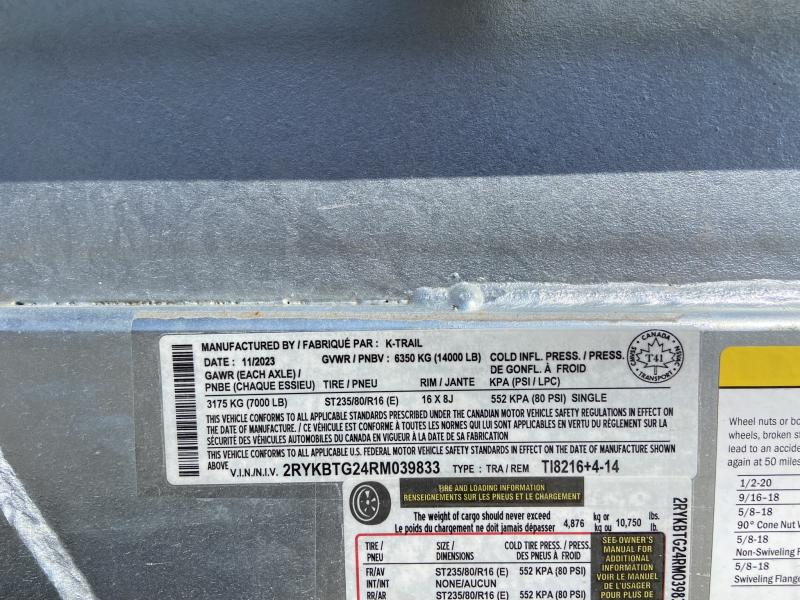 MANUFACTURED BY / FABRIQUÉ PAR : K-TRAIL
DATE : 11/2023 GVWR / PNBV : 6350 KG (14000 LB) COLD INFL. PRESS. / PRESS.
DE GONFL. À FROID
GAWR (EACH AXLE) /
PNBE (CHAQUE ESSIEU) TIRE / PNEU RIM / JANTE KPA (PSI / LPC)
3175 KG (7000 LB) ST235/80/R16 (E) 16 X 8J 552 KPA (80 PSI) SINGLE
THIS VEHICLE CONFORMS TO ALL APPLICABLE STANDARDS PRESCRIBED UNDER THE CANADIAN MOTOR VEHICLE SAFETY REGULATIONS IN EFFECT ON
THE DATE OF MANUFACTURE. / CE VÉHICULE EST CONFORME À TOUTES LES NORMES QUI LUI SONT APPLICABLES EN VERTU DU RÈGLEMENT SUR LA
SÉCURITÉ DES VÉHICULES AUTOMOBILES DU CANADA EN VIGUEUR À LA DATE DE SA FABRICATION
THIS VEHICLE CONFORMS TO ALL APPLICABLE U.S. FEDERAL MOTOR VEHICLE SAFETY STANDARDS IN EFFECT ON THE DATE OF MANUFACTURE SHOWN
ABOVE
V.I.N./N.I.V. 2RYKBTG24RM039833 TYPE : TRA / REM TI8216+4-14
CANADA
T41
TRANSPORT
TIRE AND LOADING INFORMATION
RENSEIGNEMENTS SUR LES PNEUS ET LE CHARGEMENT
The weight of cargo should never exceed
Le poids du chargement ne doit jamais dépasser 4,876 kg or / kg ou 10,750 lbs. / lb.
TIRE / PNEU SIZE / DIMENSIONS COLD TIRE PRESS. / PRESS. DES PNEUS À FROID
FR/AV ST235/80/R16 (E) 552 KPA (80 PSI)
INT/INT NONE/AUCUN
RR/AR ST235/80/R16 (E) 552 KPA (80 PSI)
SEE OWNER'S
MANUAL FOR
ADDITIONAL
INFORMATION
VOIR LE MANUEL
DE L'USAGER
POUR PLUS DE
2RYKBTG24RM0398
Wheel nuts or
wheels, broken
lead to an
again at 50 miles
1/2-20
9/16-18
5/8-18
90° Cone Nut
5/8-18
Non-Swiveling
5/8-18
Swiveling